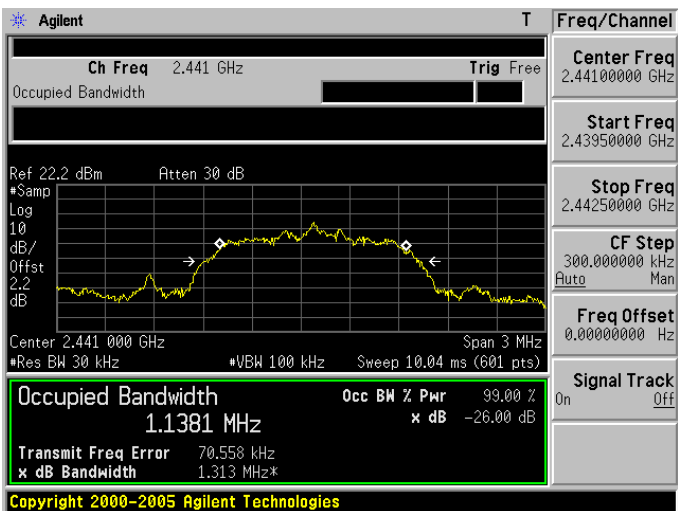 Agilent T
Ch Freq 2.441 GHz Trig Free
Occupied Bandwidth
Ref 22.2 dBm Atten 30 dB
#Samp
Log
10
dB/
Offst
2.2
dB
Center 2.441 000 GHz Span 3 MHz
#Res BW 30 kHz #VBW 100 kHz Sweep 10.04 ms (601 pts)
Occupied Bandwidth Occ BW % Pwr 99.00 %
1.1381 MHz x dB -26.00 dB
Transmit Freq Error 70.558 kHz
x dB Bandwidth 1.313 MHz*
Copyright 2000-2005 Agilent Technologies
Freq/Channel
Center Freq
2.44100000 GHz
Start Freq
2.43950000 GHz
Stop Freq
2.44250000 GHz
CF Step
300.000000 kHz
Auto Man
Freq Offset
0.00000000 Hz
Signal Track
On Off